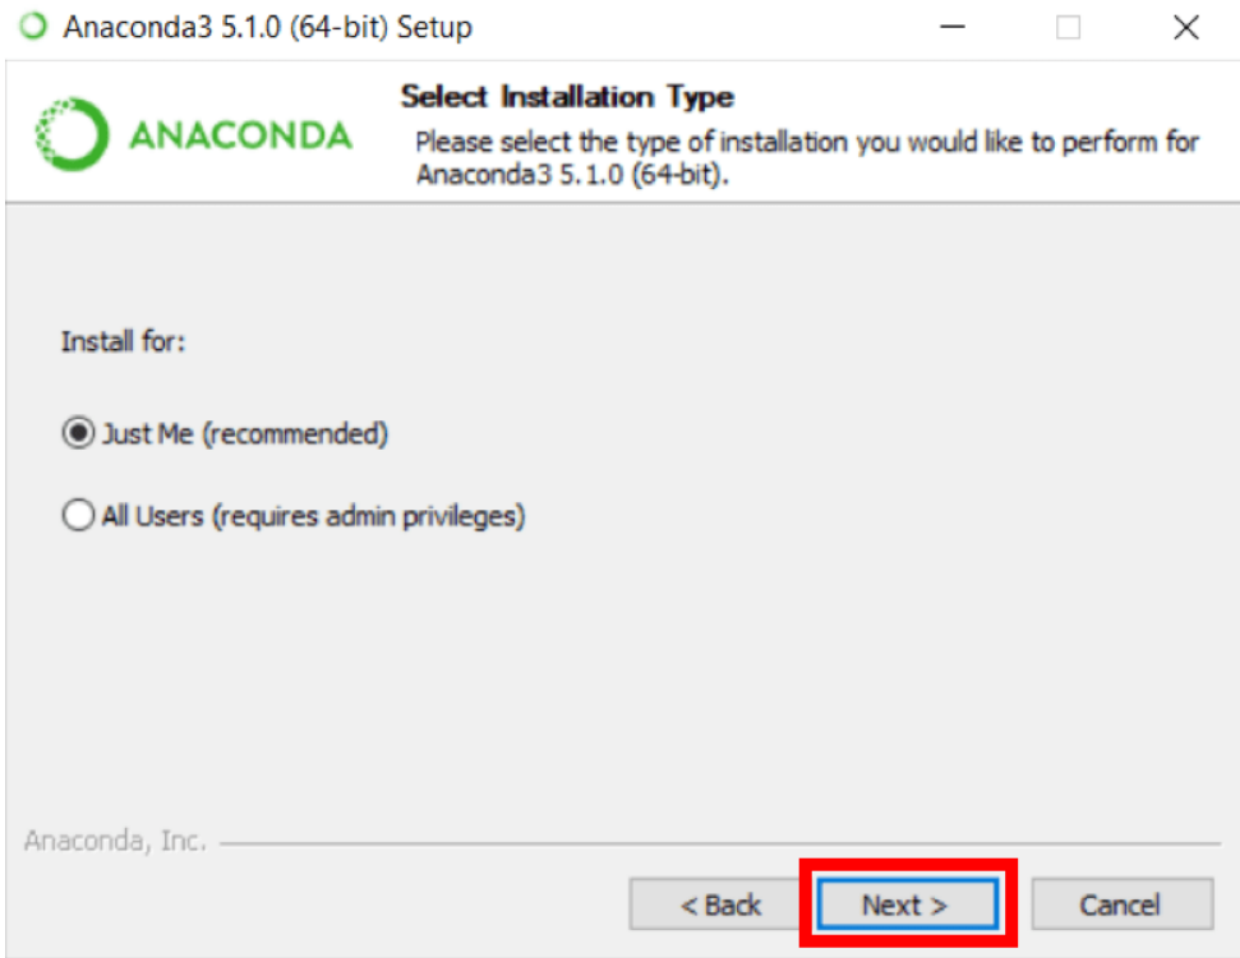 Anaconda3 5.1.0 (64-bit) Setup
ANACONDA
Select Installation Type
Please select the type of installation you would like to perform for
Anaconda3 5.1.0 (64-bit).
Install for:
Just Me (recommended)
All Users (requires admin privileges)
Anaconda, Inc.
< Back
Next >
Cancel